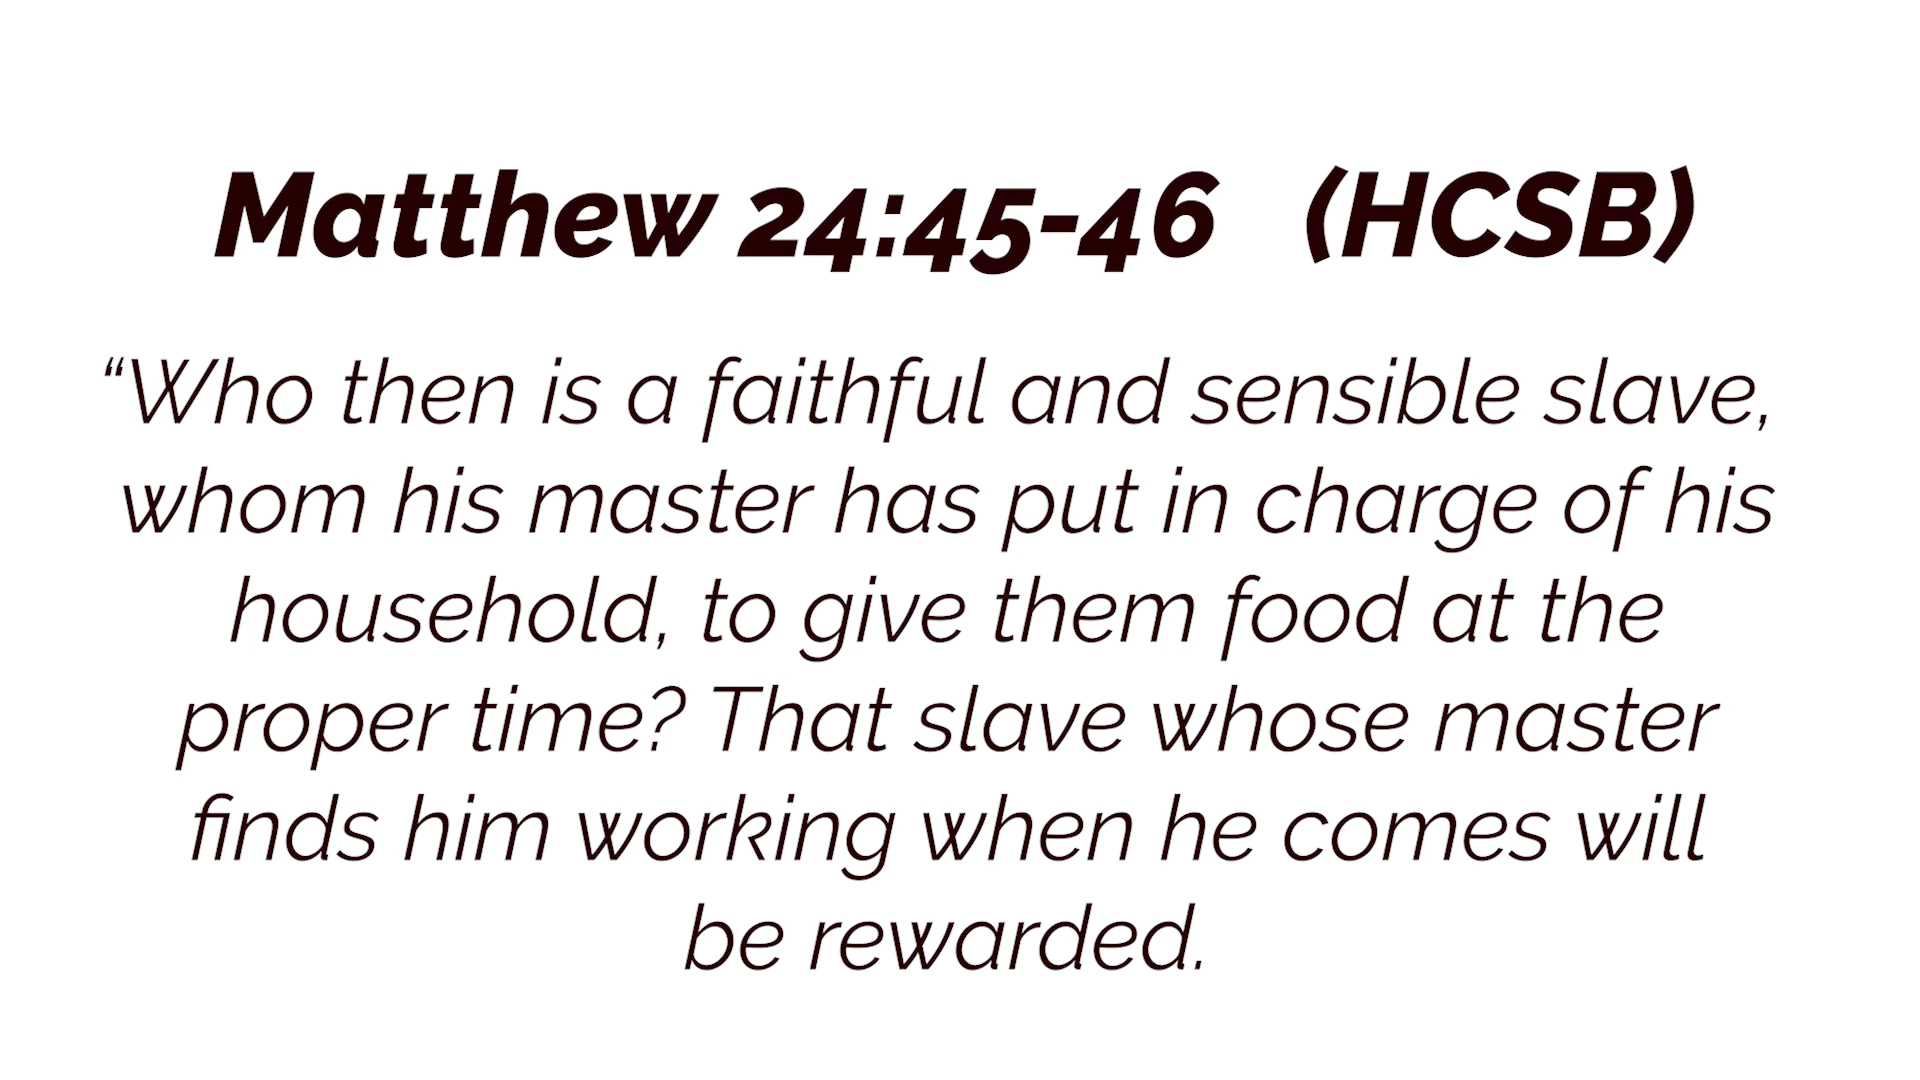 Matthew 24:45-46 (HCSB)
“Who then is a faithful and sensible slave,
whom his master has put in charge of his
household, to give them food at the
proper time? That slave whose master
finds him working when he comes will
be rewarded.